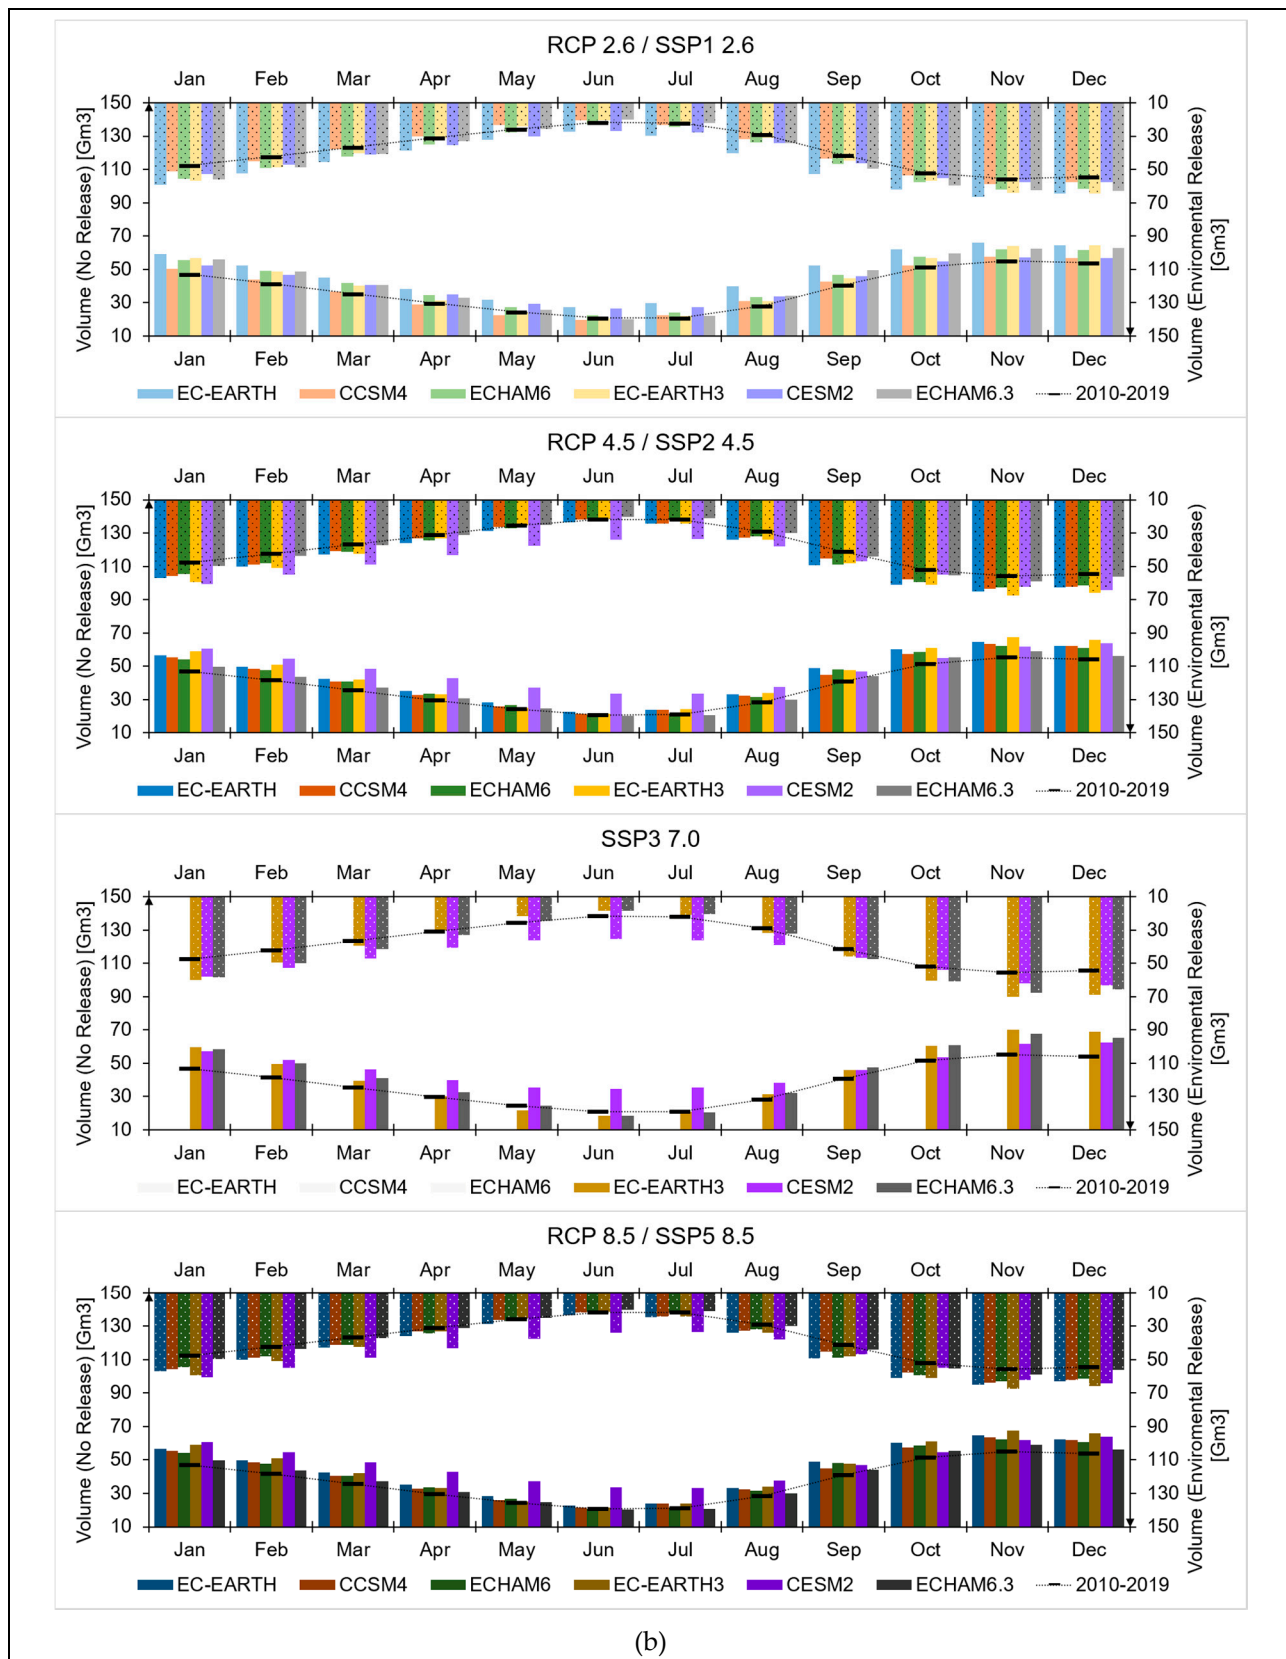 RCP 2.6 / SSP1 2.6
Jan Feb Mar Apr May Jun Jul Aug Sep Oct Nov Dec
Volume (No Release) [Gm3]
150 10
130 30
110 50
90 70
70 90
50 110
30 130
10 150
Volume (Enviromental Release)
[Gm3]
Jan Feb Mar Apr May Jun Jul Aug Sep Oct Nov Dec
EC-EARTH CCSM4 ECHAM6 EC-EARTH3 CESM2 ECHAM6.3 2010-2019
RCP 4.5 / SSP2 4.5
Jan Feb Mar Apr May Jun Jul Aug Sep Oct Nov Dec
Volume (No Release) [Gm3]
150 10
130 30
110 50
90 70
70 90
50 110
30 130
10 150
Volume (Enviromental Release)
[Gm3]
Jan Feb Mar Apr May Jun Jul Aug Sep Oct Nov Dec
EC-EARTH CCSM4 ECHAM6 EC-EARTH3 CESM2 ECHAM6.3 2010-2019
SSP3 7.0
Jan Feb Mar Apr May Jun Jul Aug Sep Oct Nov Dec
Volume (No Release) [Gm3]
150 10
130 30
110 50
90 70
70 90
50 110
30 130
10 150
Volume (Enviromental Release)
[Gm3]
Jan Feb Mar Apr May Jun Jul Aug Sep Oct Nov Dec
EC-EARTH CCSM4 ECHAM6 EC-EARTH3 CESM2 ECHAM6.3 2010-2019
RCP 8.5 / SSP5 8.5
Jan Feb Mar Apr May Jun Jul Aug Sep Oct Nov Dec
Volume (No Release) [Gm3]
150 10
130 30
110 50
90 70
70 90
50 110
30 130
10 150
Volume (Enviromental Release)
[Gm3]
Jan Feb Mar Apr May Jun Jul Aug Sep Oct Nov Dec
EC-EARTH CCSM4 ECHAM6 EC-EARTH3 CESM2 ECHAM6.3 2010-2019
(b)